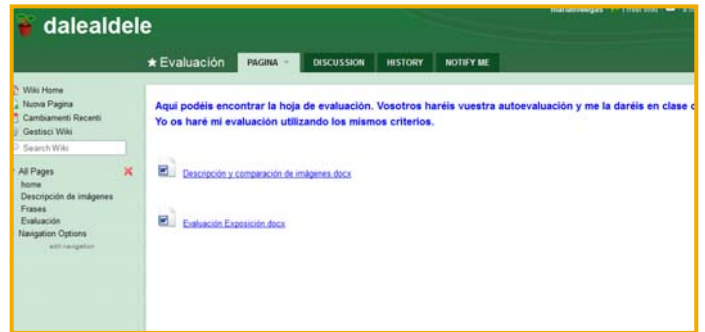 dalealdele
★ Evaluación
PAGINA
DISCUSSION
HISTORY
NOTIFY ME
Wiki Home
Nuova Pagina
Cambiamenti Recenti
Gestisci Wiki
Search Wiki
All Pages
home
Descripción de imágenes
Frases
Evaluación
Navigation Options
edit navigation
Aquí podéis encontrar la hoja de evaluación. Vosotros haréis vuestra autoevaluación y me la daréis en clase
Yo os haré mi evaluación utilizando los mismos criterios.
Descripción y comparación de imágenes.docx
Evaluación Exposición.docx